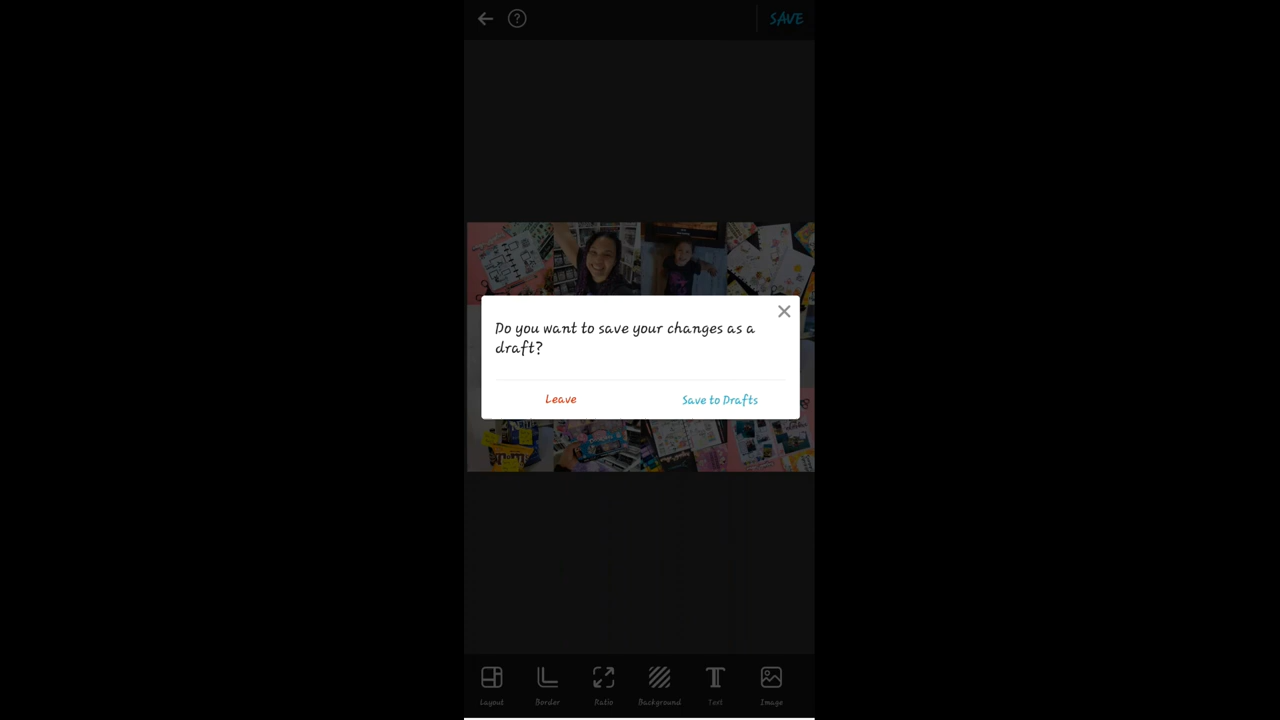 SAVE
Do you want to save your changes as a
draft?
Leave
Save to Drafts
Layout
Border
Ratio
Background
Text
Image